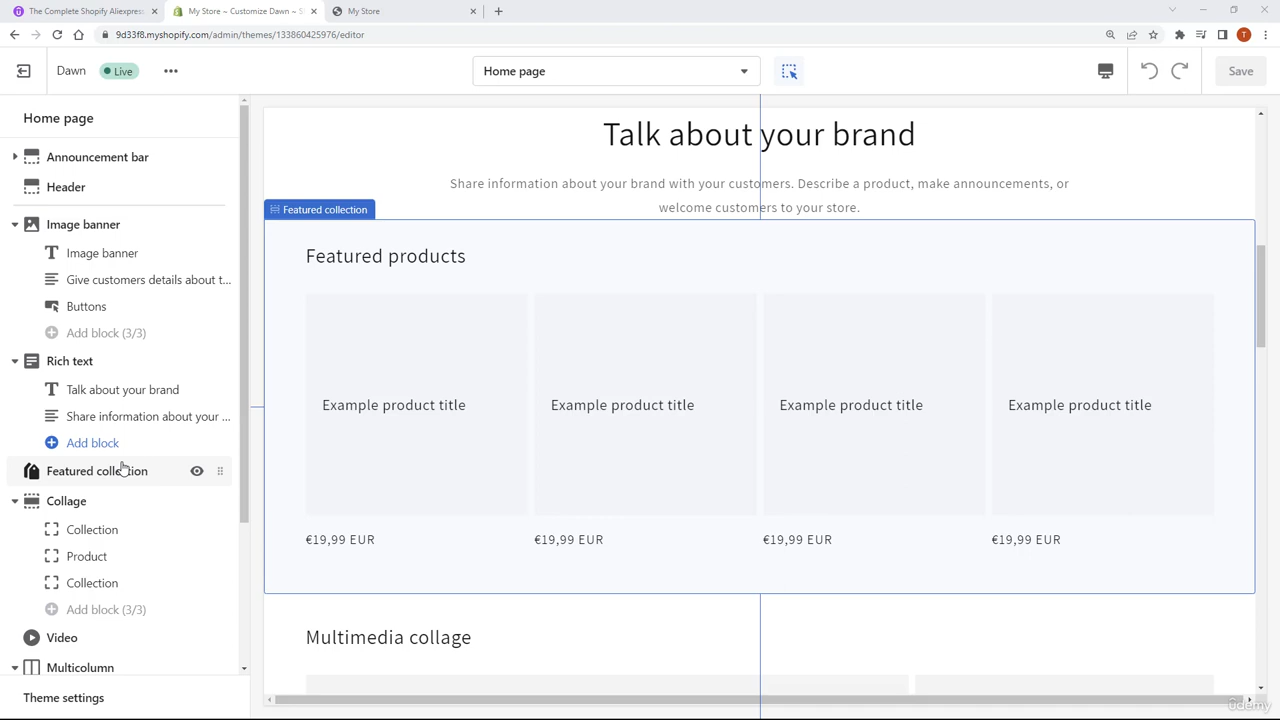 The Complete Shopify Aliexpres
My Store ~ Customize Dawn ~ S
My Store
9d33f8.myshopify.com/admin/themes/133860425976/editor
T
Dawn
Live
Home page
Save
Home page
Announcement bar
Header
Image banner
Image banner
Give customers details about t...
Buttons
Add block (3/3)
Rich text
Talk about your brand
Share information about your ...
Add block
Featured collection
Collage
Collection
Product
Collection
Add block (3/3)
Video
Multicolumn
Theme settings
Talk about your brand
Share information about your brand with your customers. Describe a product, make announcements, or
welcome customers to your store.
Featured collection
Featured products
Example product title
Example product title
Example product title
Example product title
€19,99 EUR
€19,99 EUR
€19,99 EUR
€19,99 EUR
Multimedia collage
ûdemy